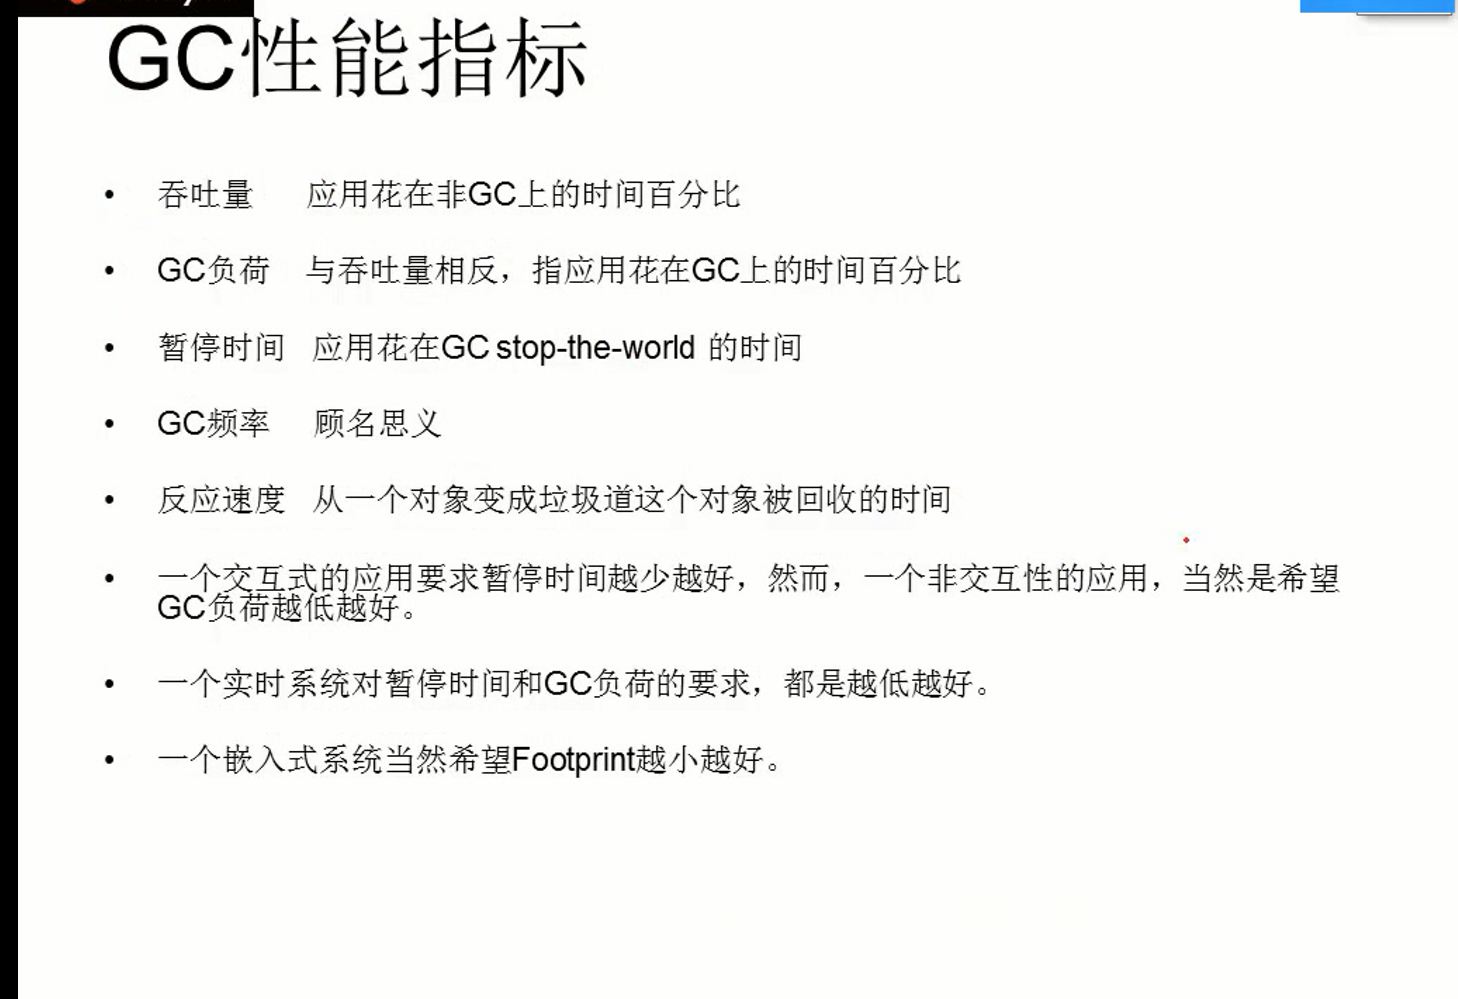 GC性能指标
• 吞吐量 应用花在非GC上的时间百分比
• GC负荷 与吞吐量相反，指应用花在GC上的时间百分比
• 暂停时间 应用花在GC stop-the-world 的时间
• GC频率 顾名思义
• 反应速度 从一个对象变成垃圾道这个对象被回收的时间
• 一个交互式的应用要求暂停时间越少越好，然而，一个非交互性的应用，当然是希望
GC负荷越低越好。
• 一个实时系统对暂停时间和GC负荷的要求，都是越低越好。
• 一个嵌入式系统当然希望Footprint越小越好。